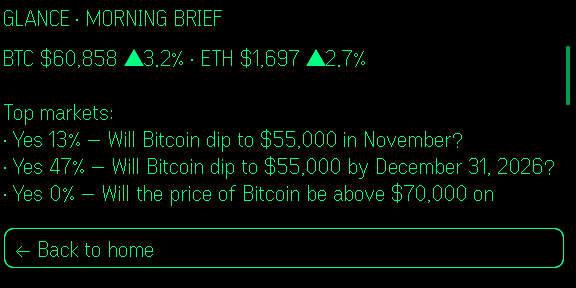 GLANCE · MORNING BRIEF
BTC $60,858 ▲3.2% · ETH $1,697 ▲2.7%
Top markets:
· Yes 13% — Will Bitcoin dip to $55,000 in November?
· Yes 47% — Will Bitcoin dip to $55,000 by December 31, 2026?
· Yes 0% — Will the price of Bitcoin be above $70,000 on
← Back to home